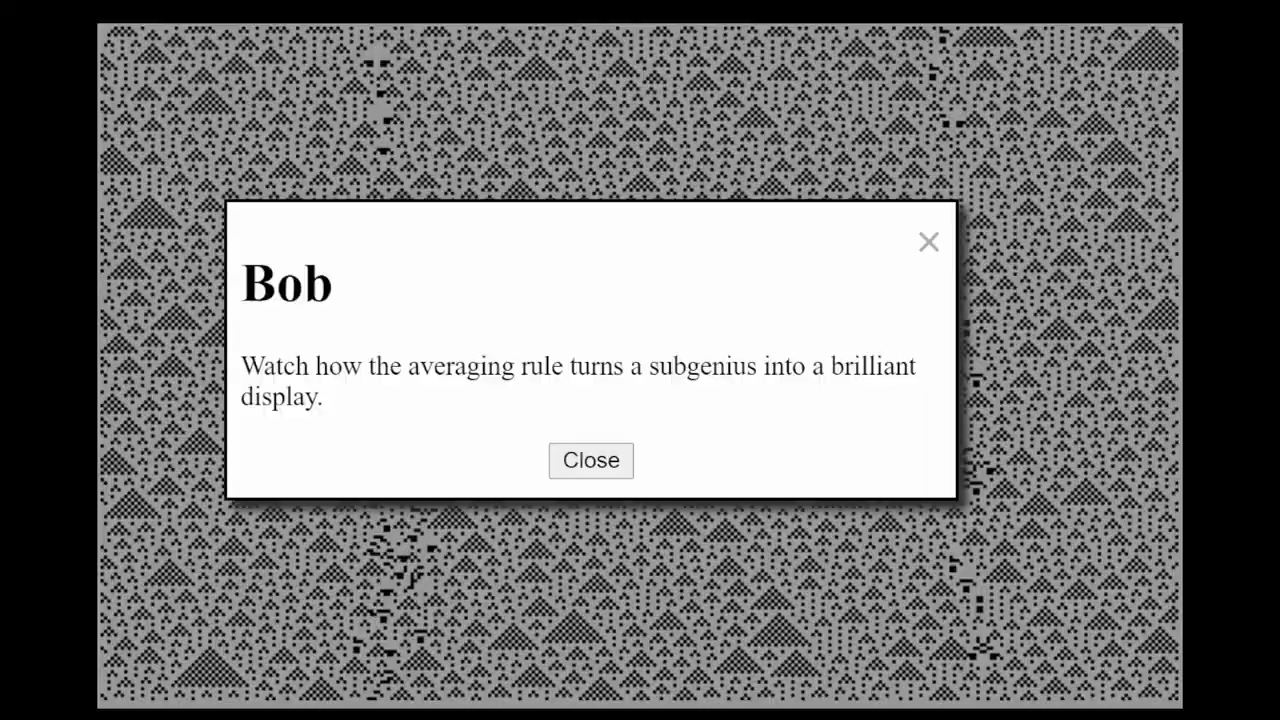 Bob
Watch how the averaging rule turns a subgenius into a brilliant
display.
Close